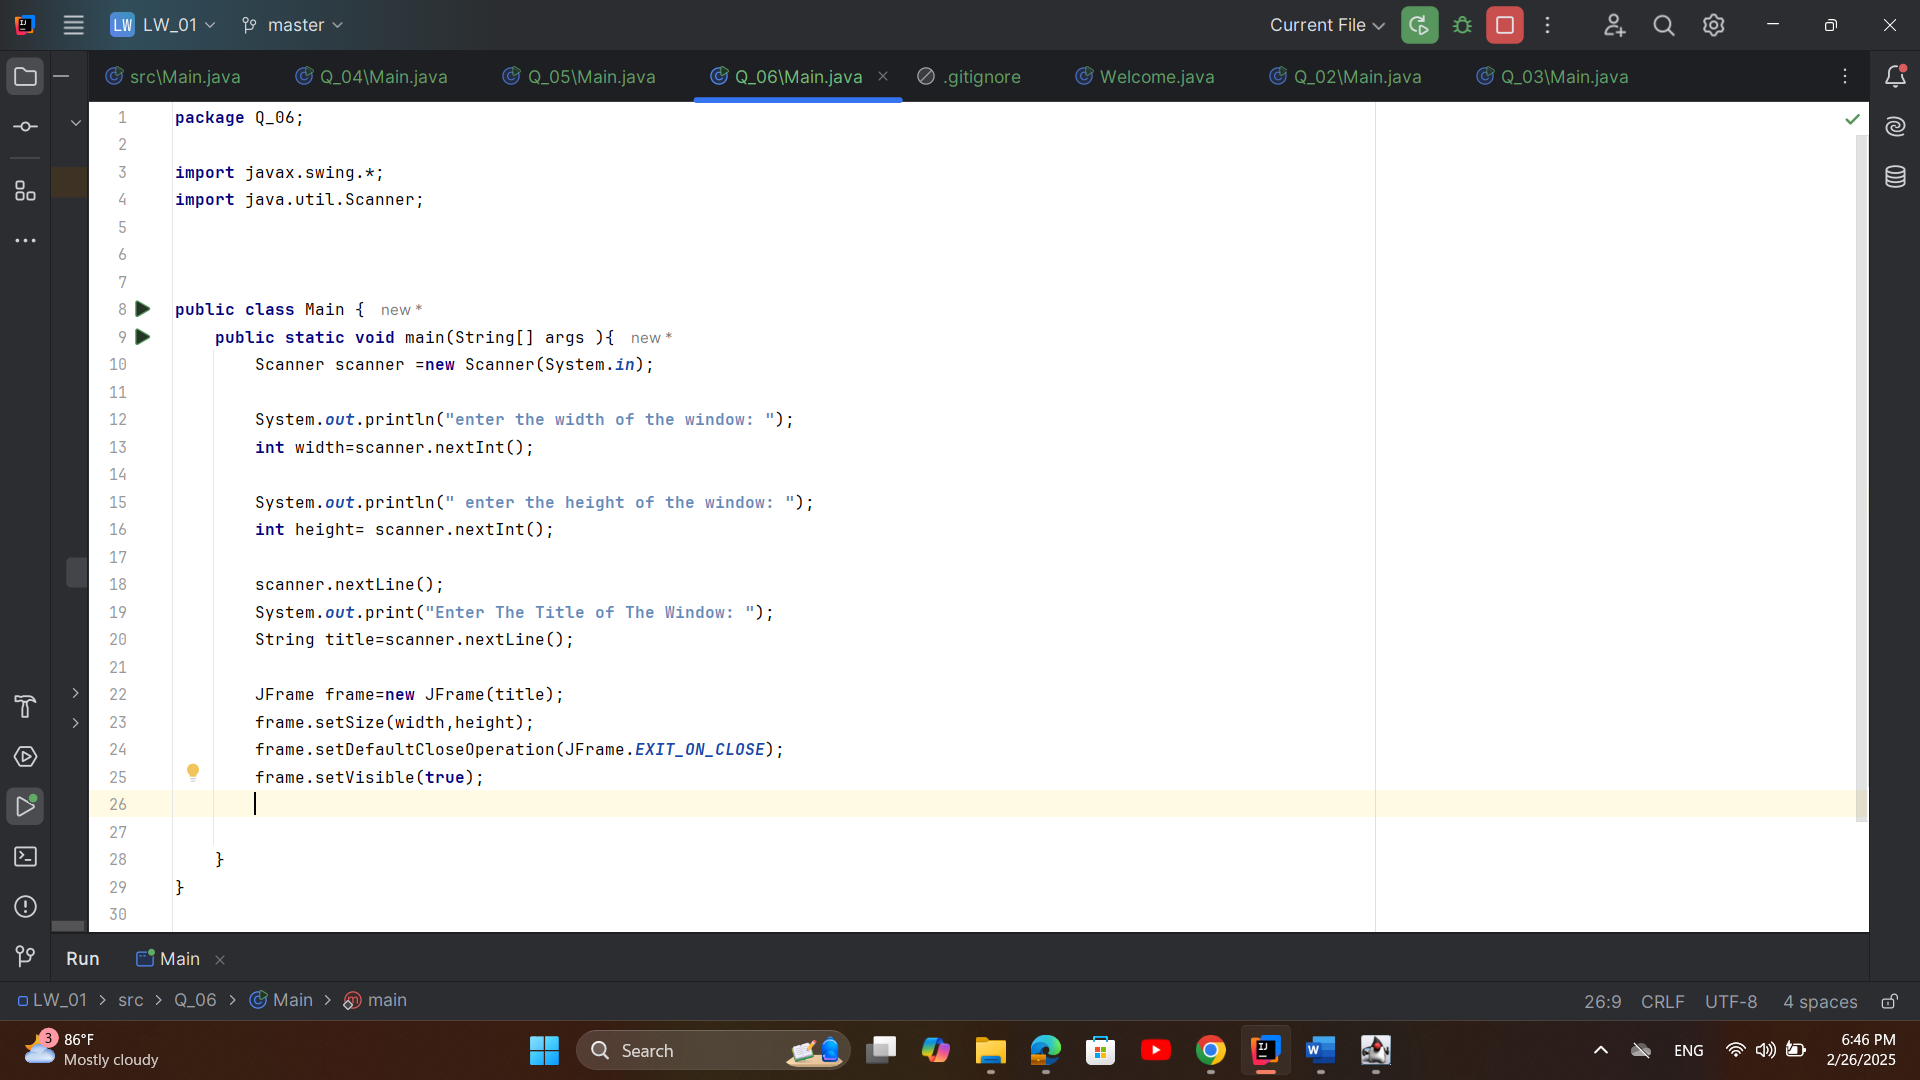 LW LW_01 master Current File
src\Main.java Q_04\Main.java Q_05\Main.java Q_06\Main.java .gitignore Welcome.java Q_02\Main.java Q_03\Main.java
1 package Q_06;
2
3 import javax.swing.*;
4 import java.util.Scanner;
5
6
7
8 public class Main { new *
9 public static void main(String[] args ){ new *
10 Scanner scanner =new Scanner(System.in);
11
12 System.out.println("enter the width of the window: ");
13 int width=scanner.nextInt();
14
15 System.out.println(" enter the height of the window: ");
16 int height= scanner.nextInt();
17
18 scanner.nextLine();
19 System.out.print("Enter The Title of The Window: ");
20 String title=scanner.nextLine();
21
22 JFrame frame=new JFrame(title);
23 frame.setSize(width,height);
24 frame.setDefaultCloseOperation(JFrame.EXIT_ON_CLOSE);
25 frame.setVisible(true);
26
27
28 }
29 }
30
Run Main
LW_01 > src > Q_06 > Main > main 26:9 CRLF UTF-8 4 spaces
3 86°F Search ENG 6:46 PM
Mostly cloudy 2/26/2025